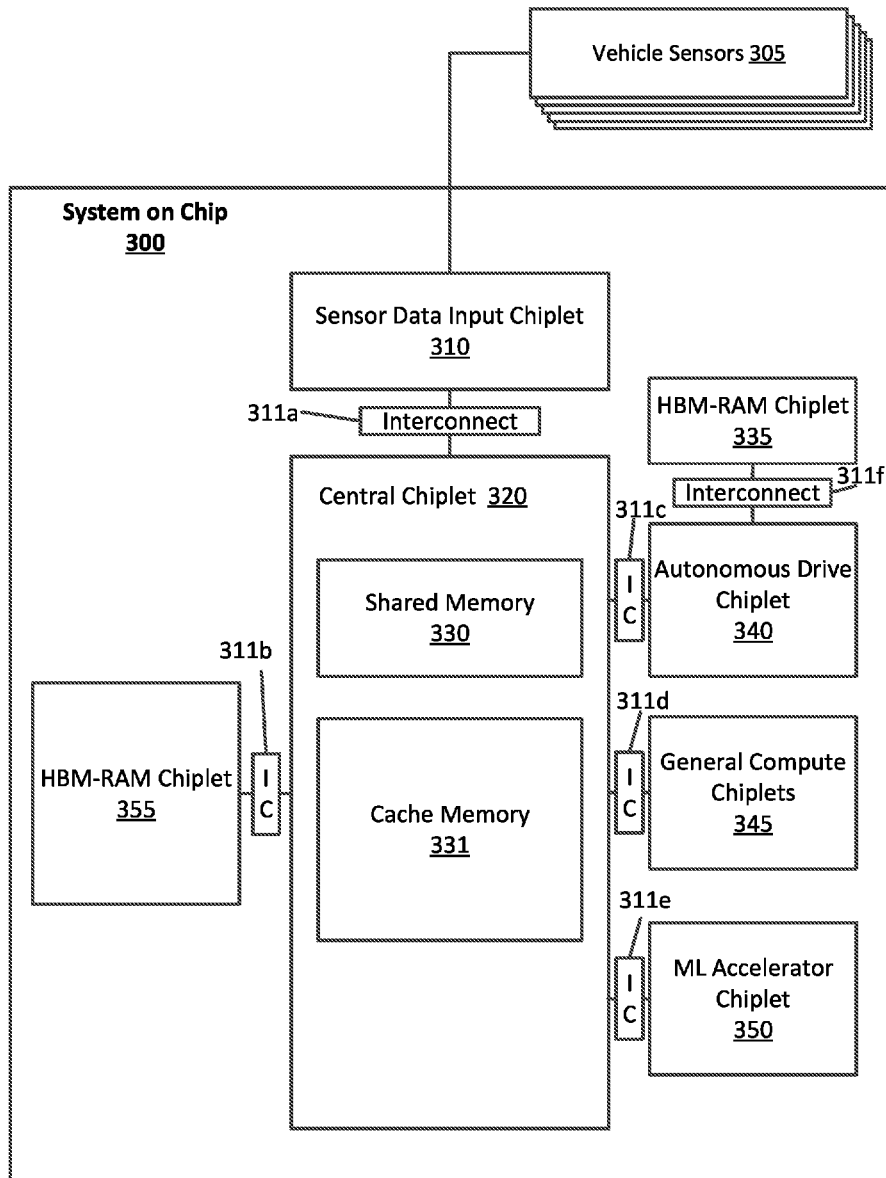 Vehicle Sensors 305
System on Chip
300
Sensor Data Input Chiplet
310
311a
Interconnect
HBM-RAM Chiplet
335
Interconnect
311f
Central Chiplet 320
311c
I
C
Autonomous Drive
Chiplet
340
Shared Memory
330
311b
I
C
HBM-RAM Chiplet
355
Cache Memory
331
311d
I
C
General Compute
Chiplets
345
311e
I
C
ML Accelerator
Chiplet
350